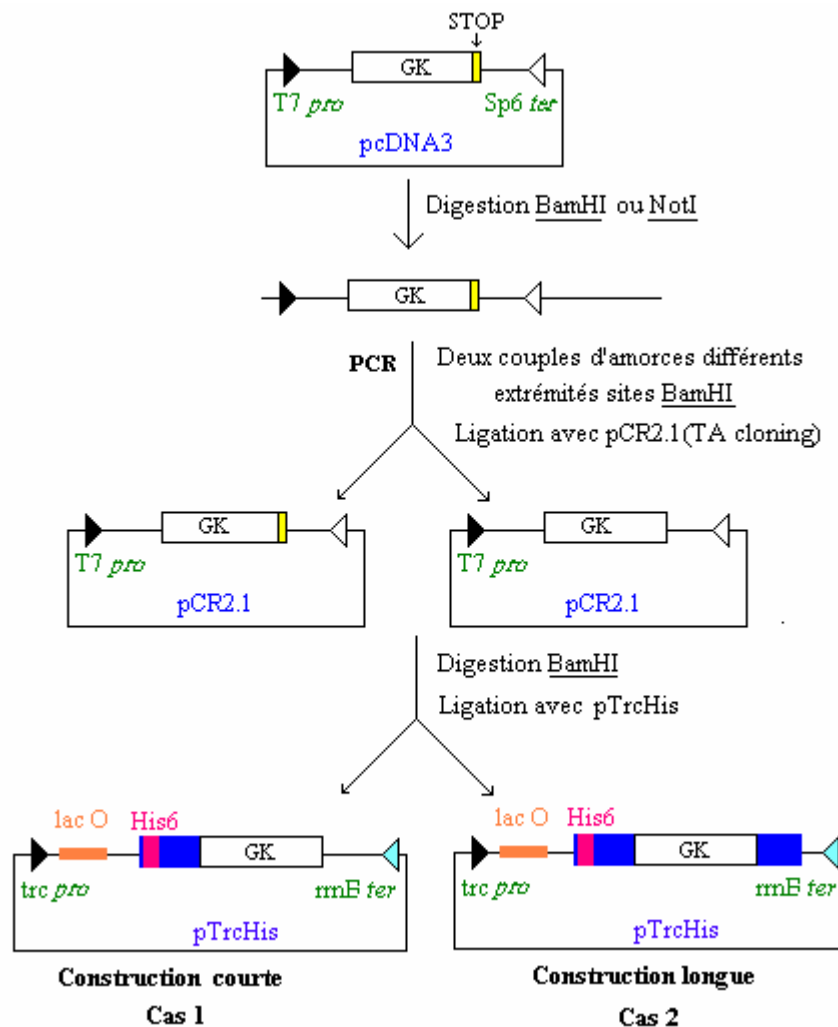 STOP
GK
T7 pro
Sp6 ter
pcDNA3
Digestion BamHI ou NotI
GK
PCR
Deux couples d'amorces différents
extrémités sites BamHI
Ligation avec pCR2.1(TA cloning)
GK
T7 pro
pCR2.1
GK
T7 pro
pCR2.1
Digestion BamHI
Ligation avec pTrcHis
lac O
His6
GK
trc pro
rrnB ter
pTrcHis
Construction courte
Cas 1
lac O
His6
GK
trc pro
rrnB ter
pTrcHis
Construction longue
Cas 2